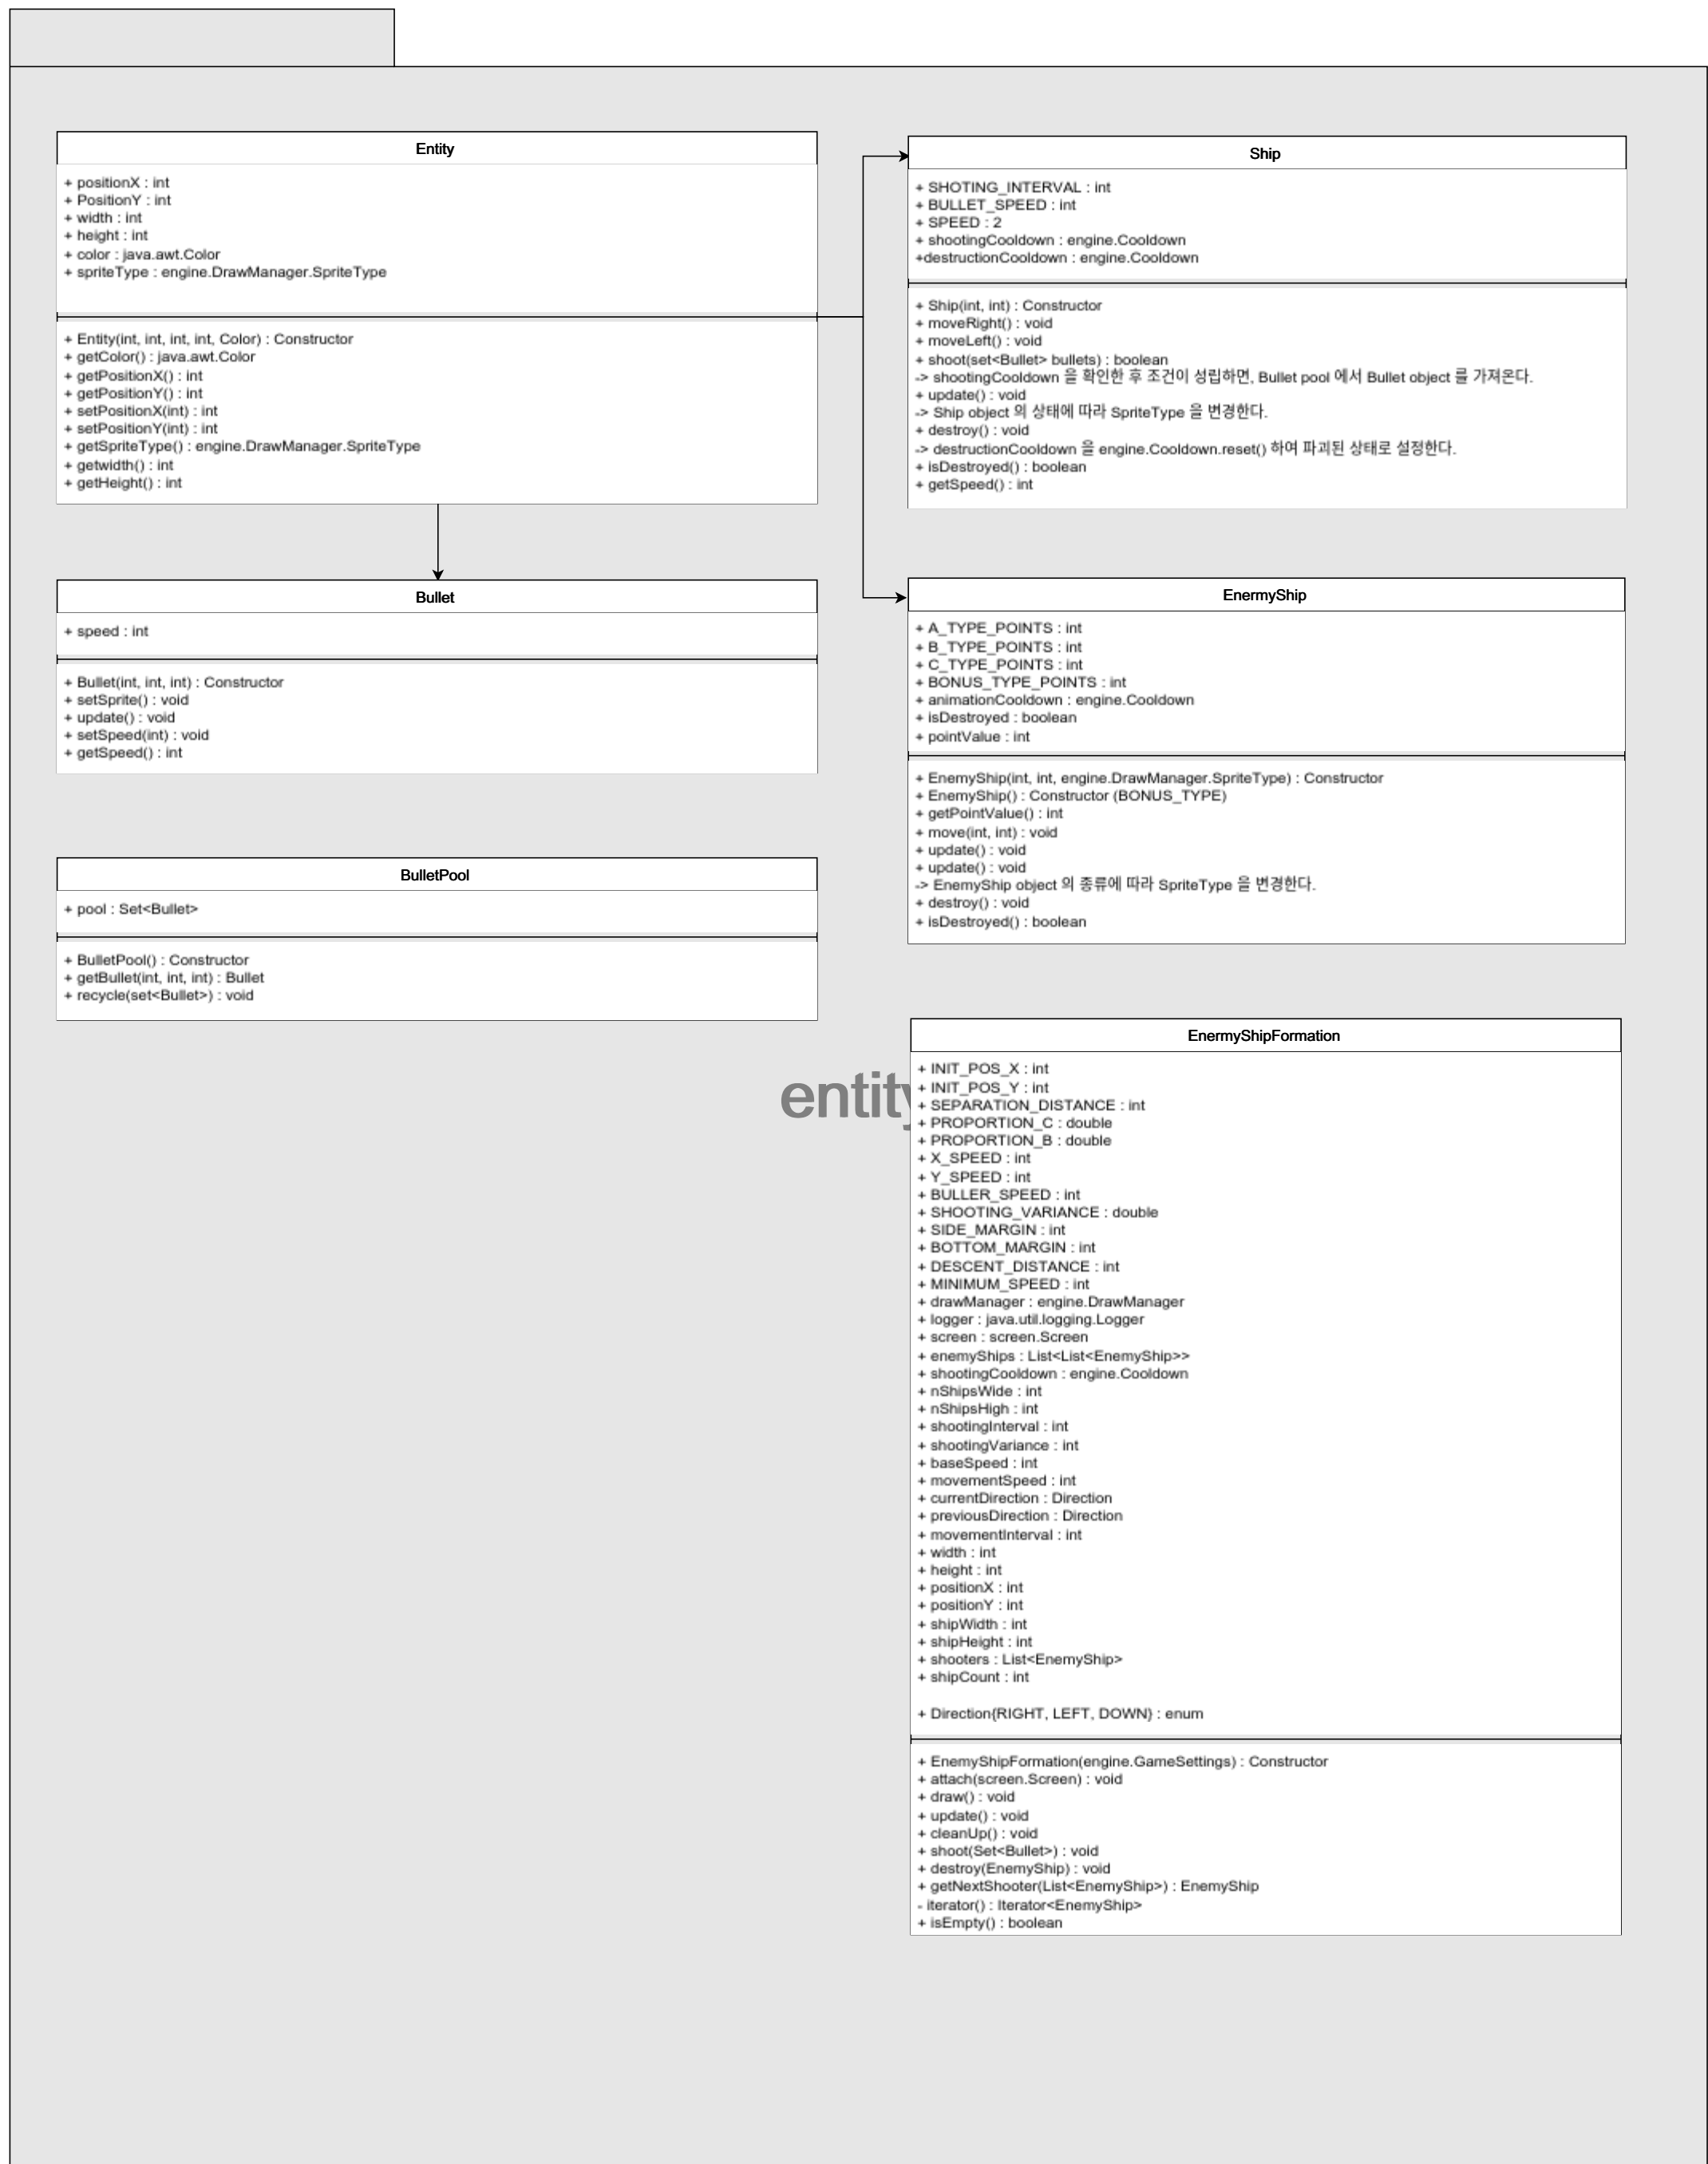 Entity
+ positionX : int
+ PositionY : int
+ width : int
+ height : int
+ color : java.awt.Color
+ spriteType : engine.DrawManager.SpriteType
+ Entity(int, int, int, int, Color) : Constructor
+ getColor() : java.awt.Color
+ getPositionX() : int
+ getPositionY() : int
+ setPositionX(int) : int
+ setPositionY(int) : int
+ getSpriteType() : engine.DrawManager.SpriteType
+ getwidth() : int
+ getHeight() : int
Ship
+ SHOTING_INTERVAL : int
+ BULLET_SPEED : int
+ SPEED : 2
+ shootingCooldown : engine.Cooldown
+destructionCooldown : engine.Cooldown
+ Ship(int, int) : Constructor
+ moveRight() : void
+ moveLeft() : void
+ shoot(set<Bullet> bullets) : boolean
-> shootingCooldown 을 확인한 후 조건이 성립하면, Bullet pool 에서 Bullet object 를 가져온다.
+ update() : void
-> Ship object 의 상태에 따라 SpriteType 을 변경한다.
+ destroy() : void
-> destructionCooldown 을 engine.Cooldown.reset() 하여 파괴된 상태로 설정한다.
+ isDestroyed() : boolean
+ getSpeed() : int
Bullet
+ speed : int
+ Bullet(int, int, int) : Constructor
+ setSprite() : void
+ update() : void
+ setSpeed(int) : void
+ getSpeed() : int
EnermyShip
+ A_TYPE_POINTS : int
+ B_TYPE_POINTS : int
+ C_TYPE_POINTS : int
+ BONUS_TYPE_POINTS : int
+ animationCooldown : engine.Cooldown
+ isDestroyed : boolean
+ pointValue : int
+ EnemyShip(int, int, engine.DrawManager.SpriteType) : Constructor
+ EnemyShip() : Constructor (BONUS_TYPE)
+ getPointValue() : int
+ move(int, int) : void
+ update() : void
+ update() : void
-> EnemyShip object 의 종류에 따라 SpriteType 을 변경한다.
+ destroy() : void
+ isDestroyed() : boolean
BulletPool
+ pool : Set<Bullet>
+ BulletPool() : Constructor
+ getBullet(int, int, int) : Bullet
+ recycle(set<Bullet>) : void
entity
EnermyShipFormation
+ INIT_POS_X : int
+ INIT_POS_Y : int
+ SEPARATION_DISTANCE : int
+ PROPORTION_C : double
+ PROPORTION_B : double
+ X_SPEED : int
+ Y_SPEED : int
+ BULLER_SPEED : int
+ SHOOTING_VARIANCE : double
+ SIDE_MARGIN : int
+ BOTTOM_MARGIN : int
+ DESCENT_DISTANCE : int
+ MINIMUM_SPEED : int
+ drawManager : engine.DrawManager
+ logger : java.util.logging.Logger
+ screen : screen.Screen
+ enemyShips : List<List<EnemyShip>>
+ shootingCooldown : engine.Cooldown
+ nShipsWide : int
+ nShipsHigh : int
+ shootingInterval : int
+ shootingVariance : int
+ baseSpeed : int
+ movementSpeed : int
+ currentDirection : Direction
+ previousDirection : Direction
+ movementInterval : int
+ width : int
+ height : int
+ positionX : int
+ positionY : int
+ shipWidth : int
+ shipHeight : int
+ shooters : List<EnemyShip>
+ shipCount : int
+ Direction{RIGHT, LEFT, DOWN} : enum
+ EnemyShipFormation(engine.GameSettings) : Constructor
+ attach(screen.Screen) : void
+ draw() : void
+ update() : void
+ cleanUp() : void
+ shoot(Set<Bullet>) : void
+ destroy(EnemyShip) : void
+ getNextShooter(List<EnemyShip>) : EnemyShip
- iterator() : Iterator<EnemyShip>
+ isEmpty() : boolean